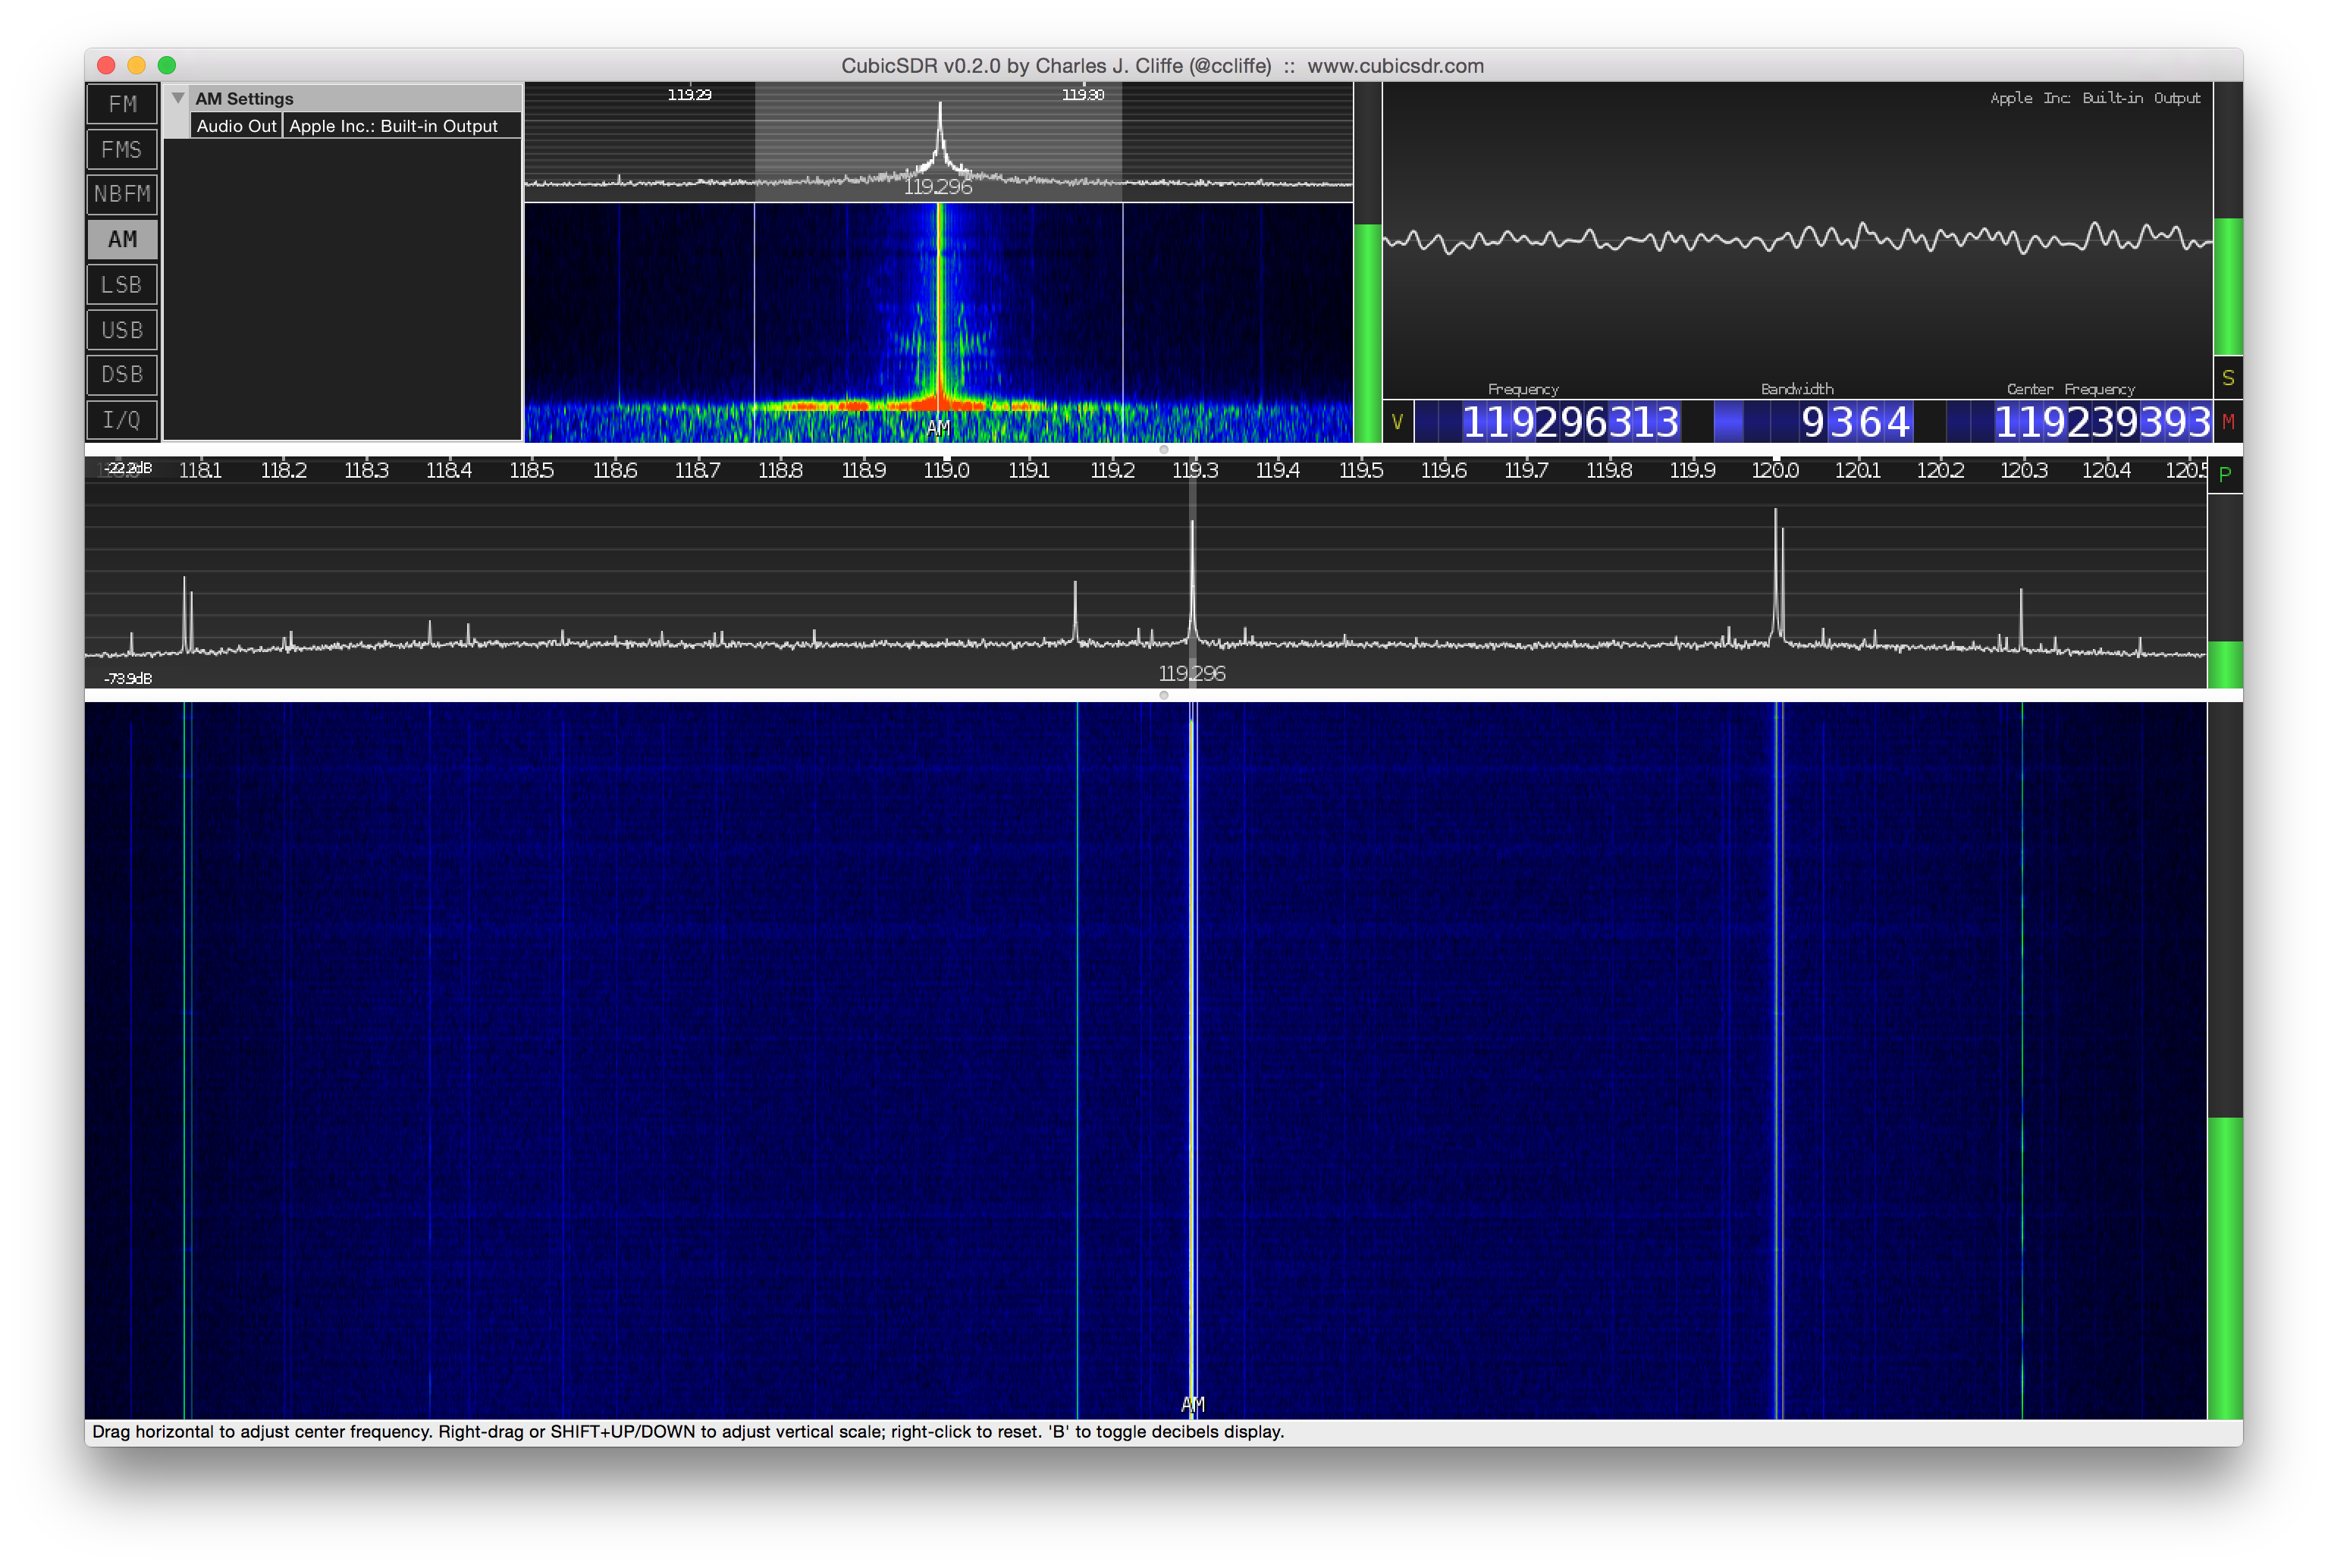 CubicSDR v0.2.0 by Charles J. Cliffe (@ccliffe) :: www.cubicsdr.com
FM
FMS
NBFM
AM
LSB
USB
DSB
I/Q
AM Settings
Audio Out Apple Inc.: Built-in Output
119.29 119.30
119.296
AM
Apple Inc: Built-in Output
Frequency Bandwidth Center Frequency
V 119296313 9364 119239393
S
M
-22.2dB 118.1 118.2 118.3 118.4 118.5 118.6 118.7 118.8 118.9 119.0 119.1 119.2 119.3 119.4 119.5 119.6 119.7 119.8 119.9 120.0 120.1 120.2 120.3 120.4 120.5
P
119.296
-73.9dB
AM
Drag horizontal to adjust center frequency. Right-drag or SHIFT+UP/DOWN to adjust vertical scale; right-click to reset. 'B' to toggle decibels display.